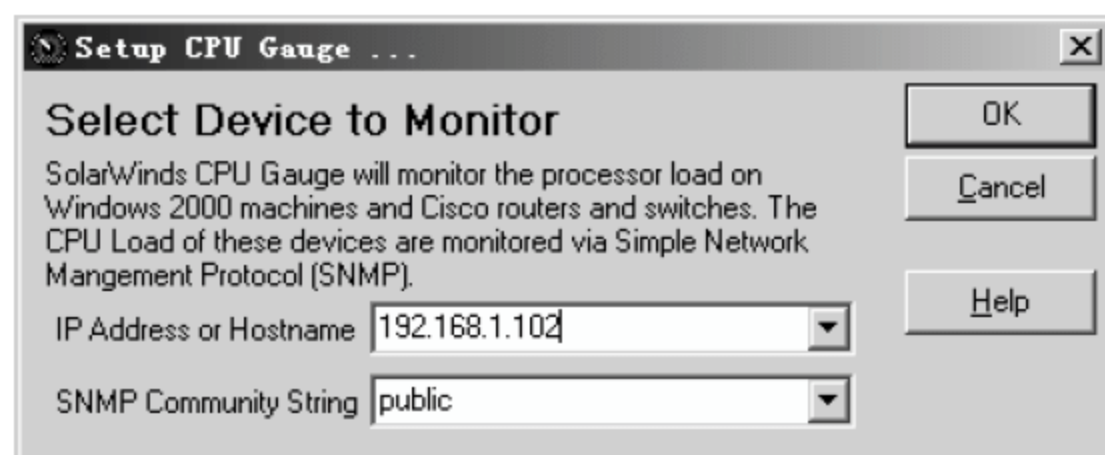 Setup CPU Gauge ...
Select Device to Monitor
OK
SolarWinds CPU Gauge will monitor the processor load on
Windows 2000 machines and Cisco routers and switches. The
CPU Load of these devices are monitored via Simple Network
Mangement Protocol (SNMP).
Cancel
Help
IP Address or Hostname 192.168.1.102
SNMP Community String public